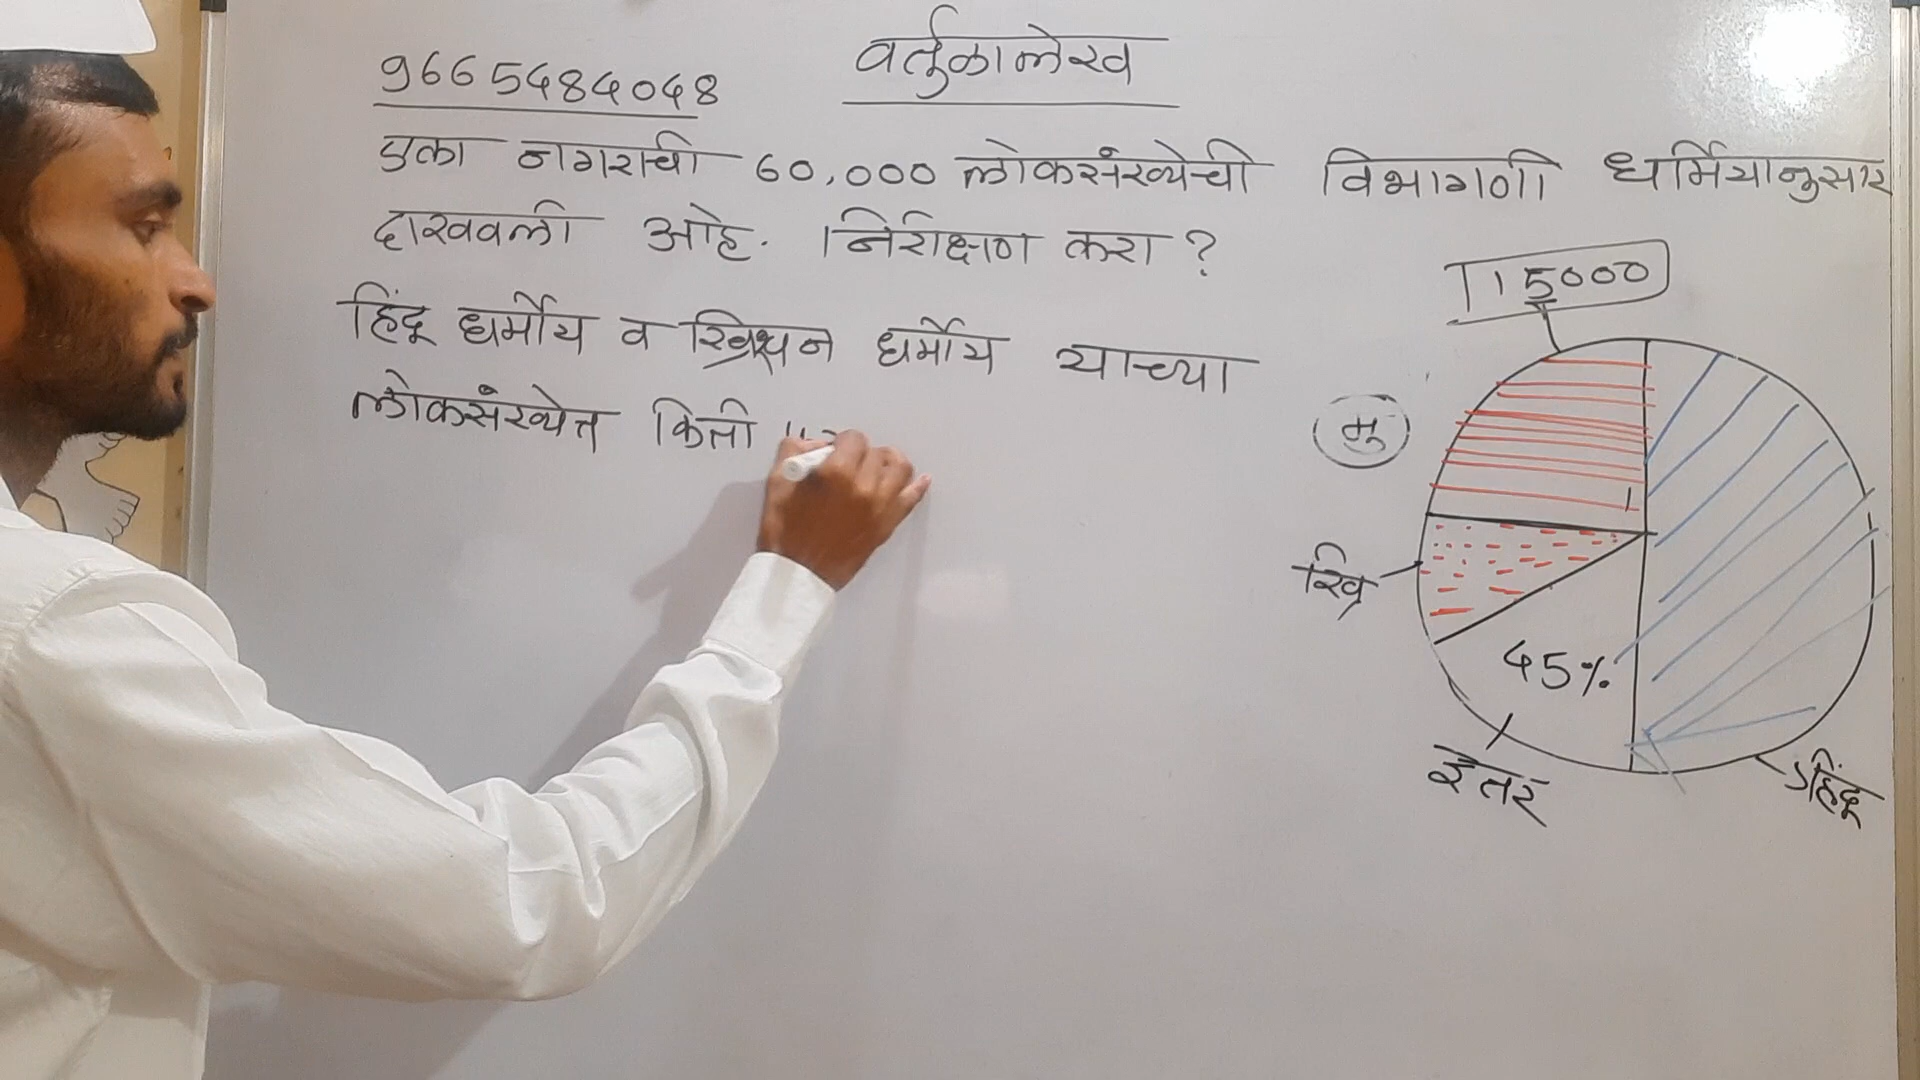 वर्तुळालेख
9665484048
एका नगराची 60,000 लोकसंख्येची विभागणी धर्मियानुसार
दाखवली आहे. निरीक्षण करा ?
हिंदू धर्मीय व ख्रिश्चन धर्मीय याच्या
लोकसंख्येत किती
15000
मु
ख्रि
45%
इतर
हिंदू